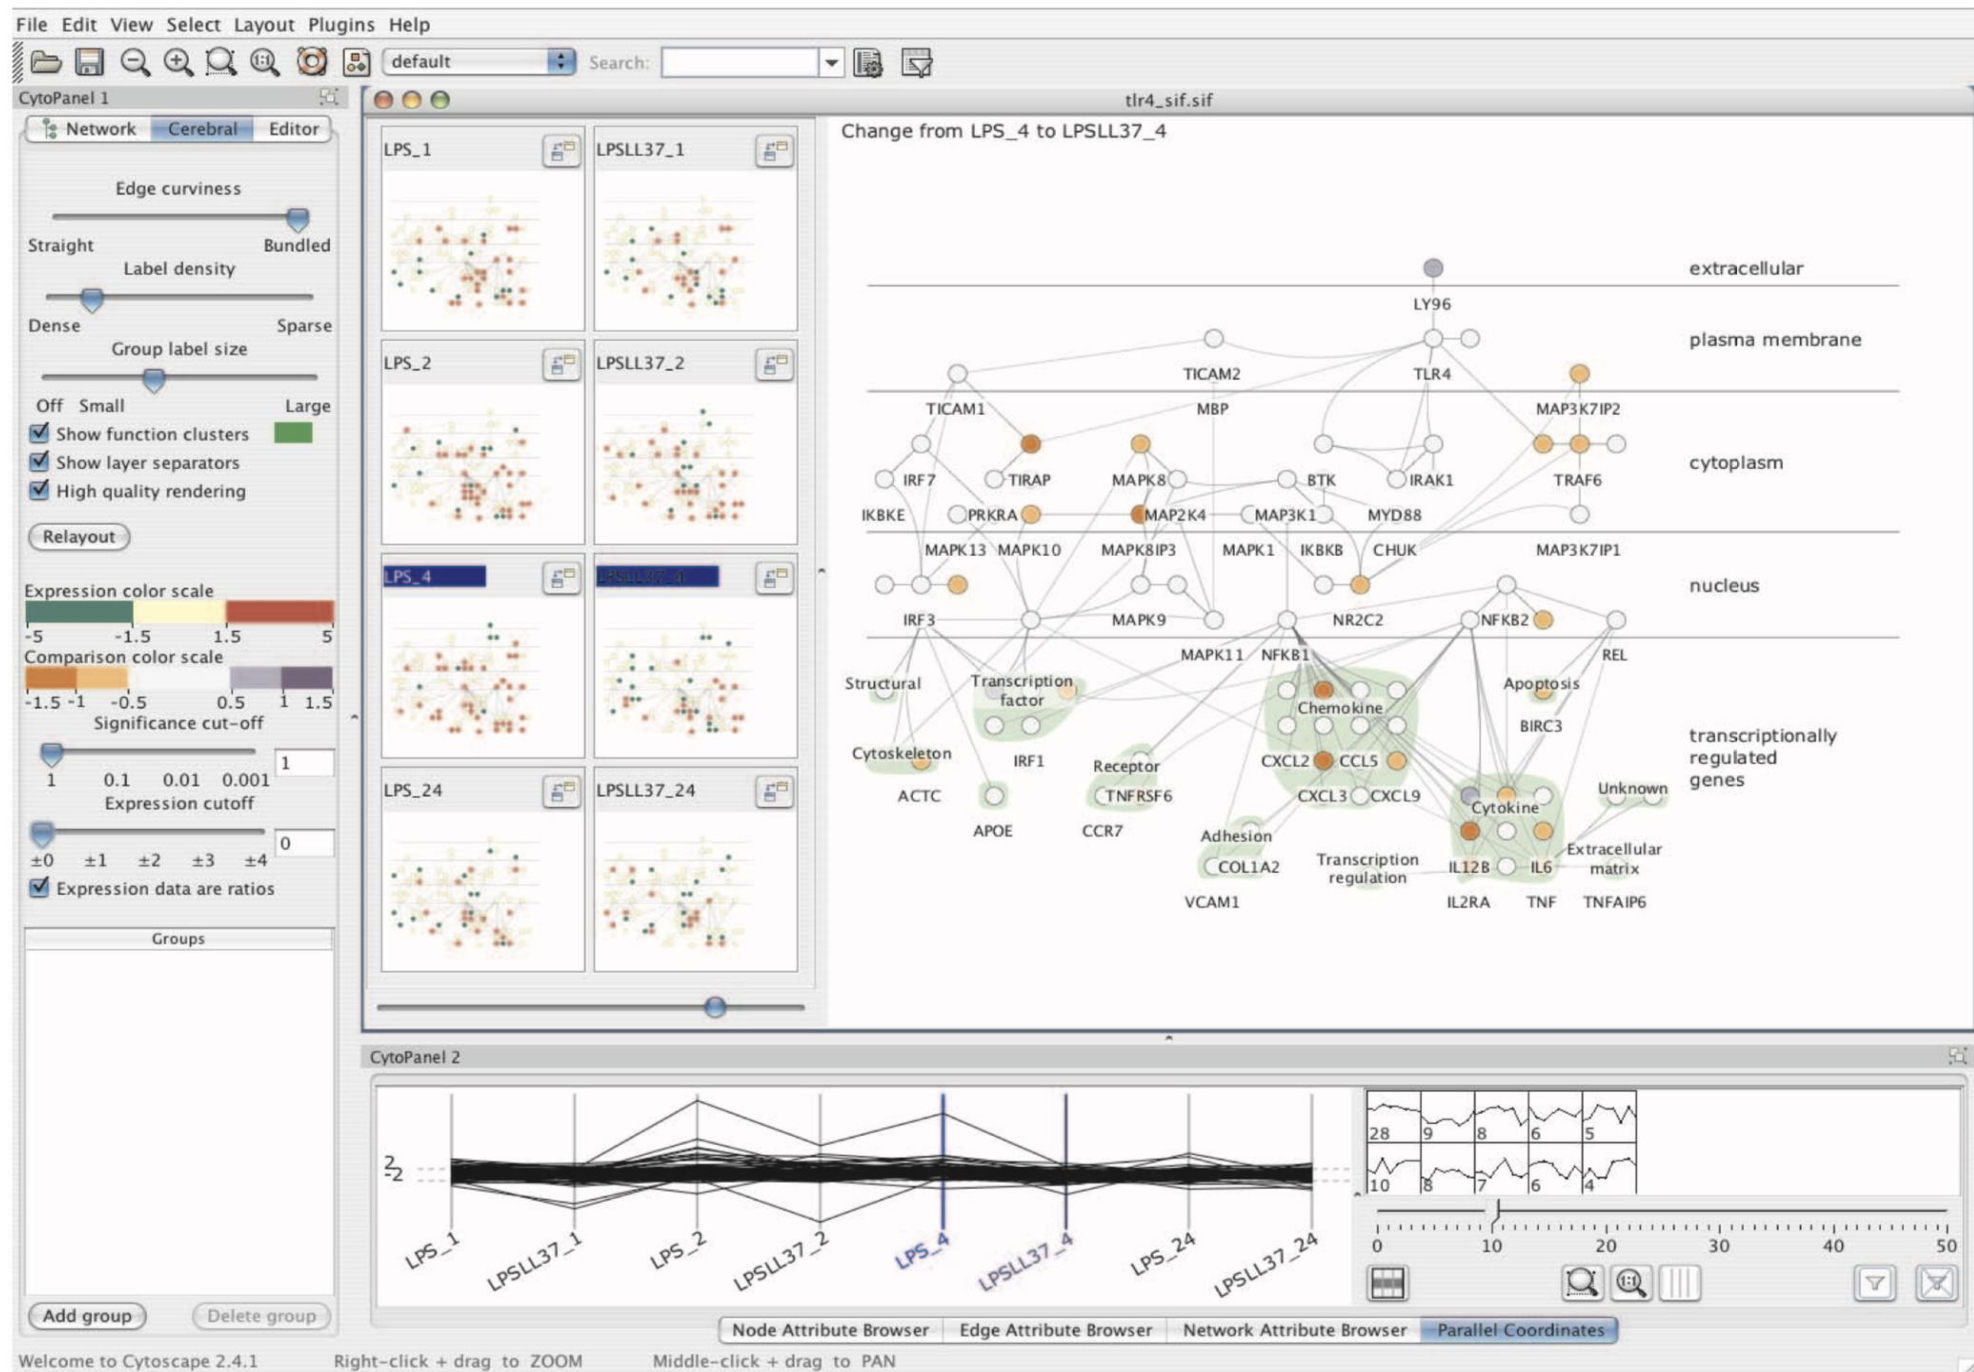 File Edit View Select Layout Plugins Help
default Search:
CytoPanel 1
Network Cerebral Editor
Edge curviness
Straight Bundled
Label density
Dense Sparse
Group label size
Off Small Large
Show function clusters
Show layer separators
High quality rendering
Relayout
Expression color scale
-5 -1.5 1.5 5
Comparison color scale
-1.5 -1 -0.5 0.5 1 1.5
Significance cut-off
1
1 0.1 0.01 0.001
Expression cutoff
0
±0 ±1 ±2 ±3 ±4
Expression data are ratios
Groups
Add group Delete group
tlr4_sif.sif
LPS_1 LPSLL37_1
LPS_2 LPSLL37_2
LPS_4 LPSLL37_4
LPS_24 LPSLL37_24
Change from LPS_4 to LPSLL37_4
extracellular
LY96
plasma membrane
TICAM2 TLR4
TICAM1 MBP MAP3K7IP2
cytoplasm
IRF7 TIRAP MAPK8 BTK IRAK1 TRAF6
IKBKE PRKRA MAP2K4 MAP3K1 MYD88
MAPK13 MAPK10 MAPK8IP3 MAPK1 IKBKB CHUK MAP3K7IP1
nucleus
IRF3 MAPK9 NR2C2 NFKB2
MAPK11 NFKB1 REL
Structural Transcription factor Chemokine Apoptosis
BIRC3
transcriptionally
regulated
genes
Cytoskeleton IRF1 Receptor CXCL2 CCL5
ACTC TNFRSF6 CXCL3 CXCL9 Cytokine Unknown
APOE CCR7 Adhesion
COL1A2 Transcription regulation IL12B IL6 Extracellular matrix
VCAM1 IL2RA TNF TNFAIP6
CytoPanel 2
2
-2
LPS_1 LPSLL37_1 LPS_2 LPSLL37_2 LPS_4 LPSLL37_4 LPS_24 LPSLL37_24
28 9 8 6 5
10 8 7 6 4
0 10 20 30 40 50
Node Attribute Browser Edge Attribute Browser Network Attribute Browser Parallel Coordinates
Welcome to Cytoscape 2.4.1 Right-click + drag to ZOOM Middle-click + drag to PAN